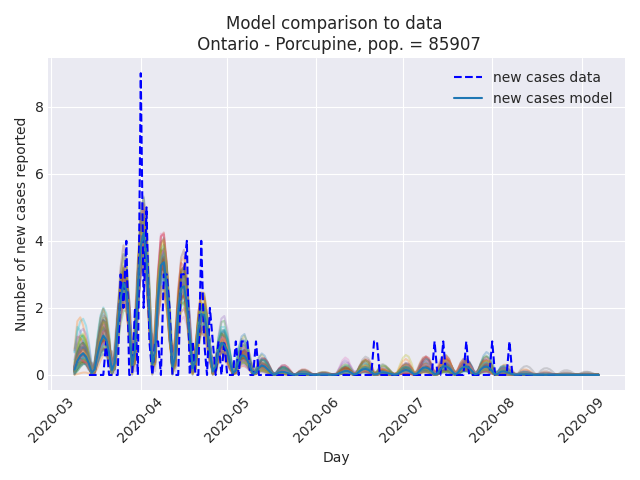 Model comparison to data
Ontario - Porcupine, pop. = 85907
new cases data
new cases model
Number of new cases reported
8
6
4
2
0
2020-03
2020-04
2020-05
2020-06
2020-07
2020-08
2020-09
Day